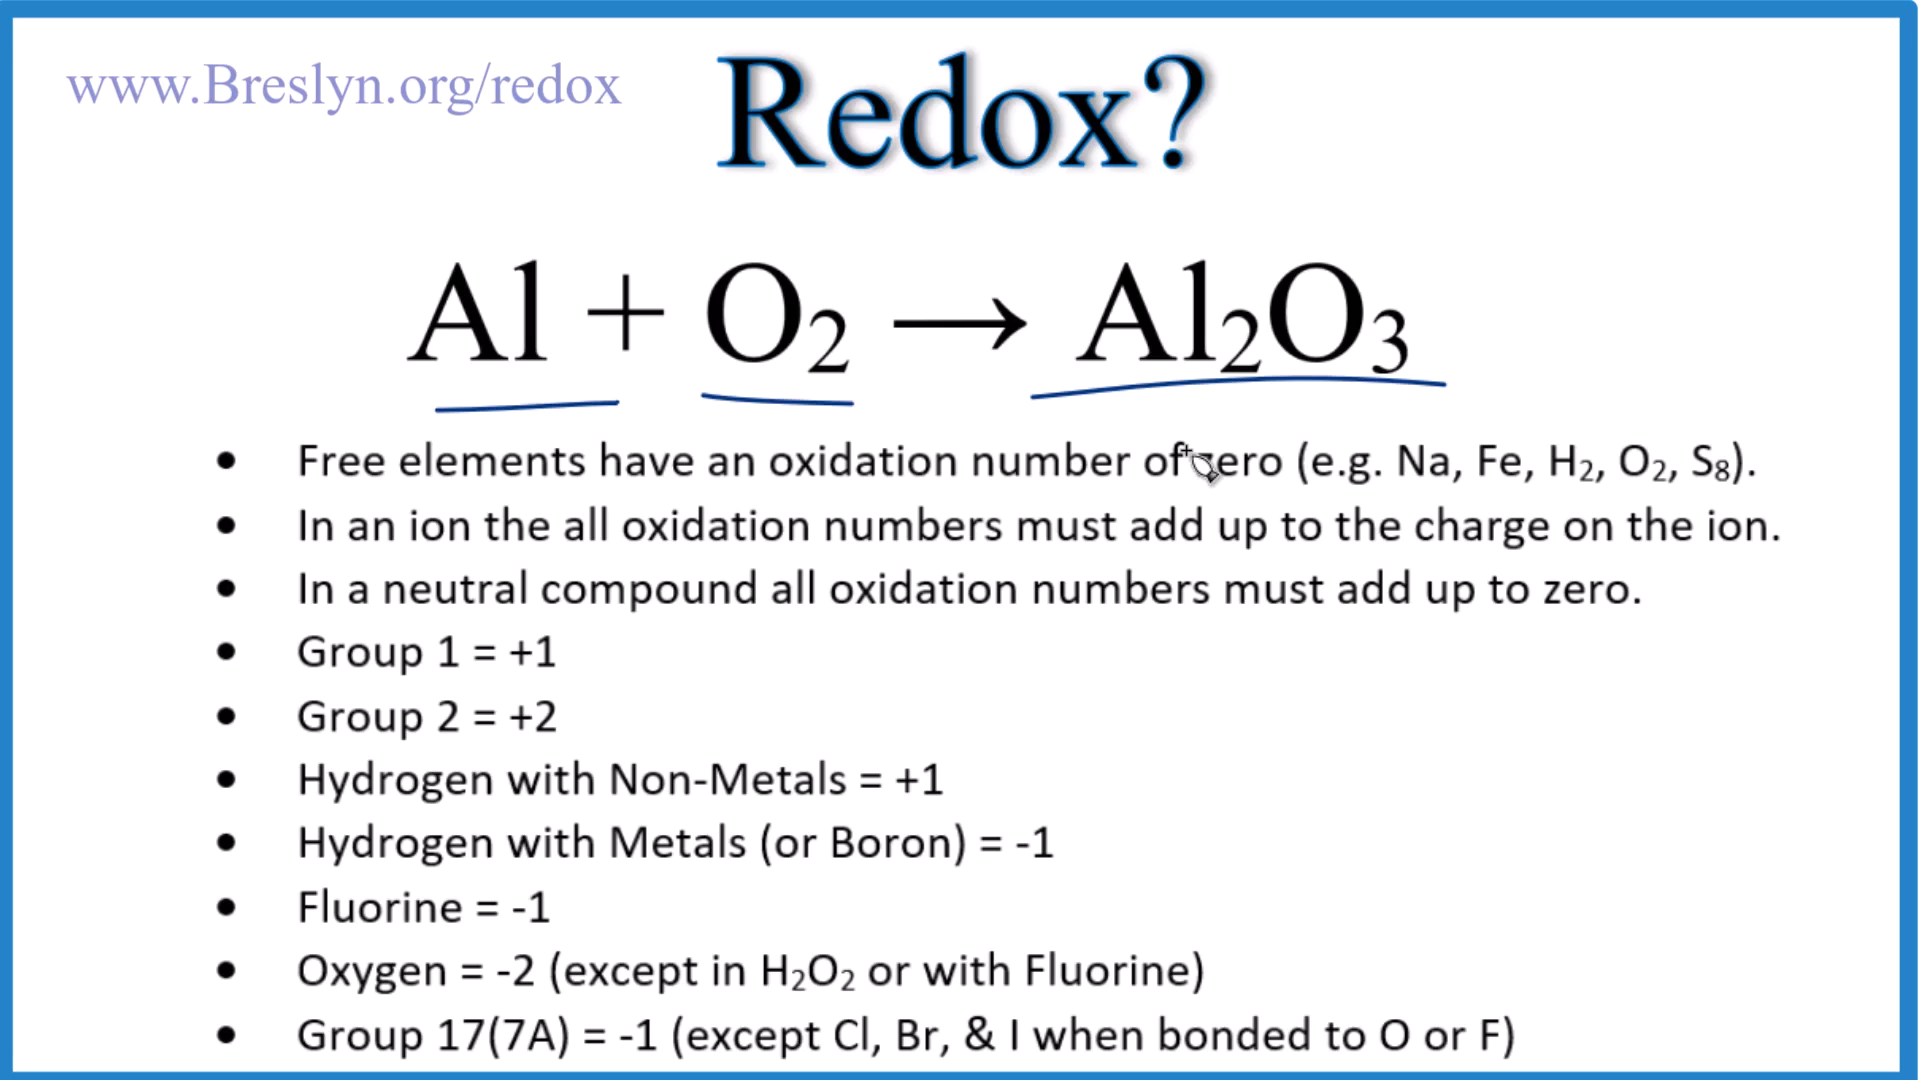 www.Breslyn.org/redox
Redox?
Al + O₂ → Al₂O₃
• Free elements have an oxidation number of zero (e.g. Na, Fe, H₂, O₂, S₈).
• In an ion the all oxidation numbers must add up to the charge on the ion.
• In a neutral compound all oxidation numbers must add up to zero.
• Group 1 = +1
• Group 2 = +2
• Hydrogen with Non-Metals = +1
• Hydrogen with Metals (or Boron) = -1
• Fluorine = -1
• Oxygen = -2 (except in H₂O₂ or with Fluorine)
• Group 17(7A) = -1 (except Cl, Br, & I when bonded to O or F)